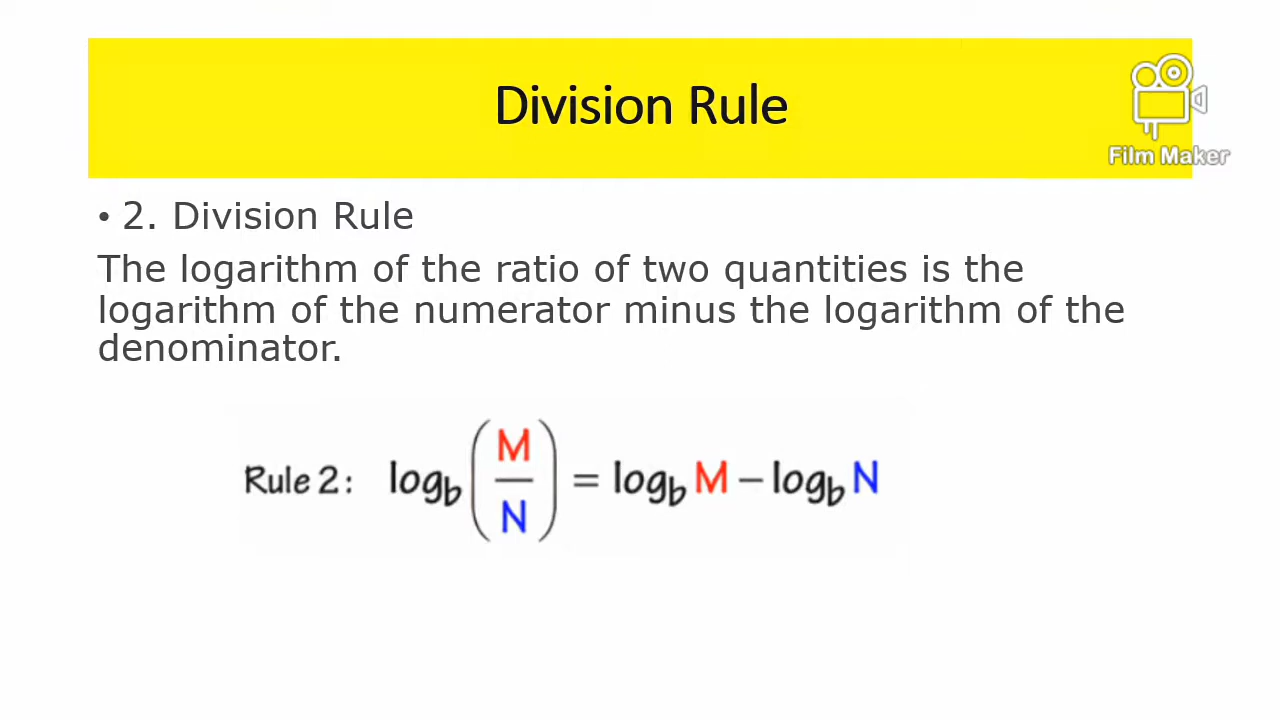 Division Rule
Film Maker
• 2. Division Rule
The logarithm of the ratio of two quantities is the
logarithm of the numerator minus the logarithm of the
denominator.
Rule 2: log_b (M/N) = log_b M – log_b N